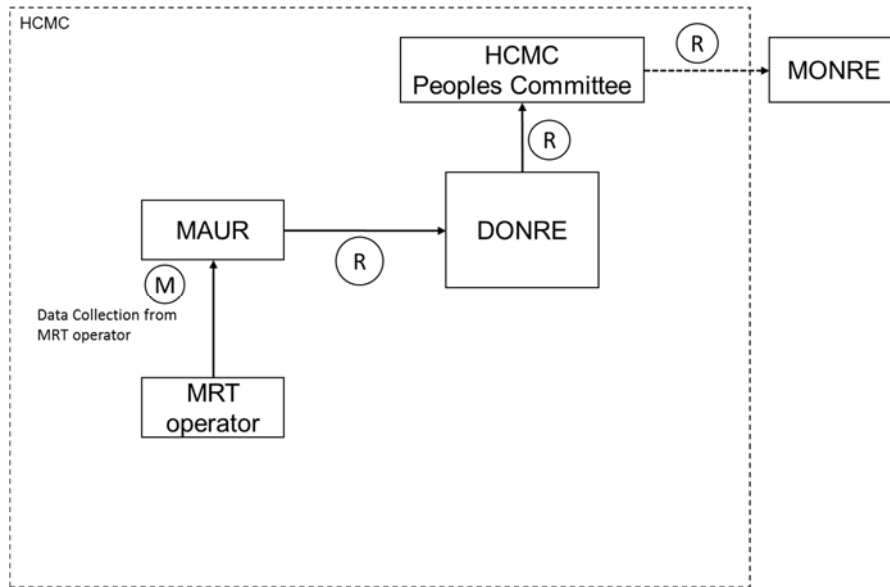 HCMC
HCMC
Peoples Committee
R
MONRE
R
MAUR
DONRE
R
M
Data Collection from
MRT operator
MRT
operator